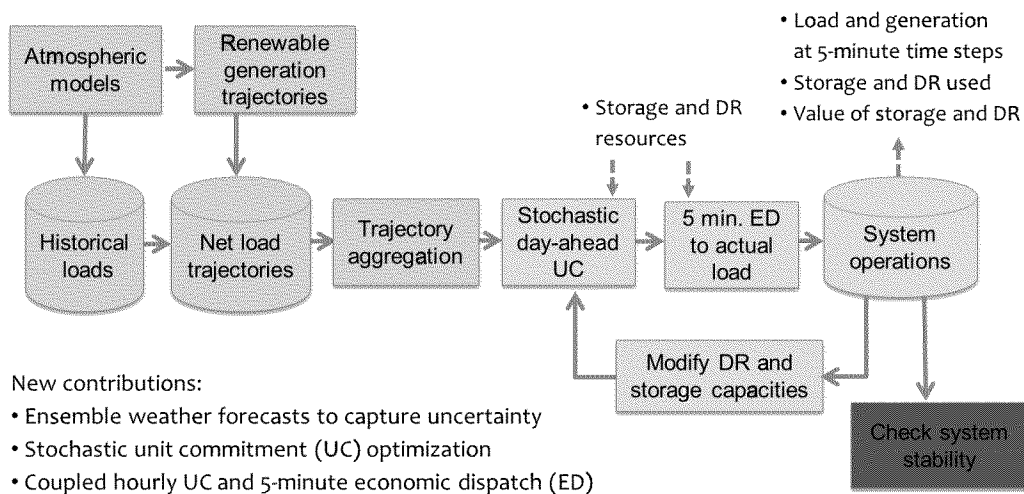 Atmospheric
models
Renewable
generation
trajectories
• Load and generation
at 5-minute time steps
• Storage and DR used
• Value of storage and DR
• Storage and DR
resources
Historical
loads
Net load
trajectories
Trajectory
aggregation
Stochastic
day-ahead
UC
5 min. ED
to actual
load
System
operations
Modify DR and
storage capacities
Check system
stability
New contributions:
• Ensemble weather forecasts to capture uncertainty
• Stochastic unit commitment (UC) optimization
• Coupled hourly UC and 5-minute economic dispatch (ED)